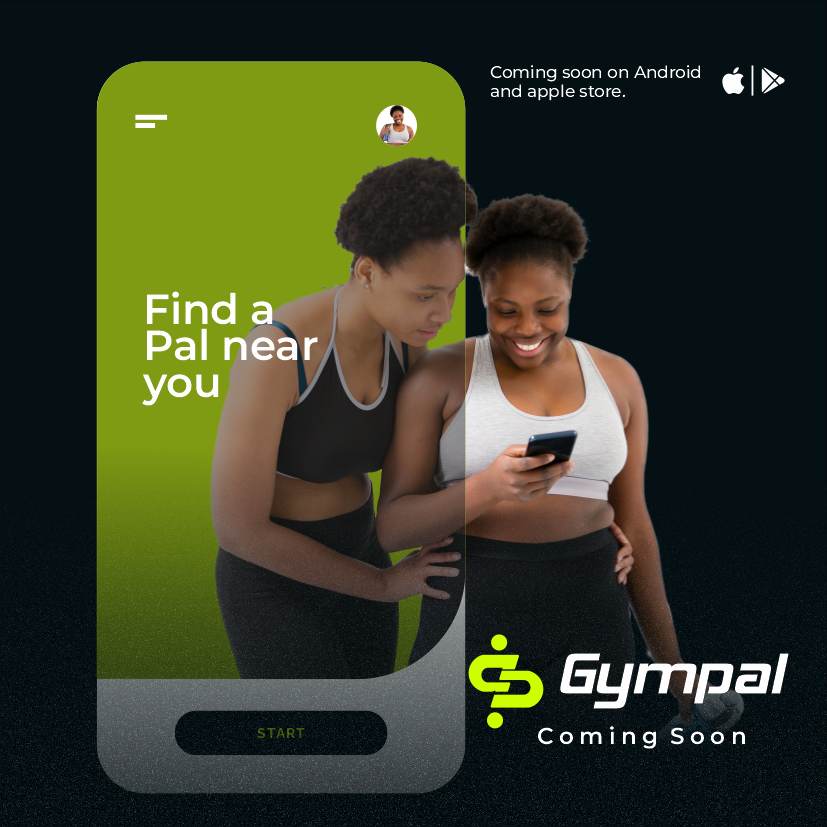 Coming soon on Android
and apple store.
Find a
Pal near
you
START
Gympal
Coming Soon